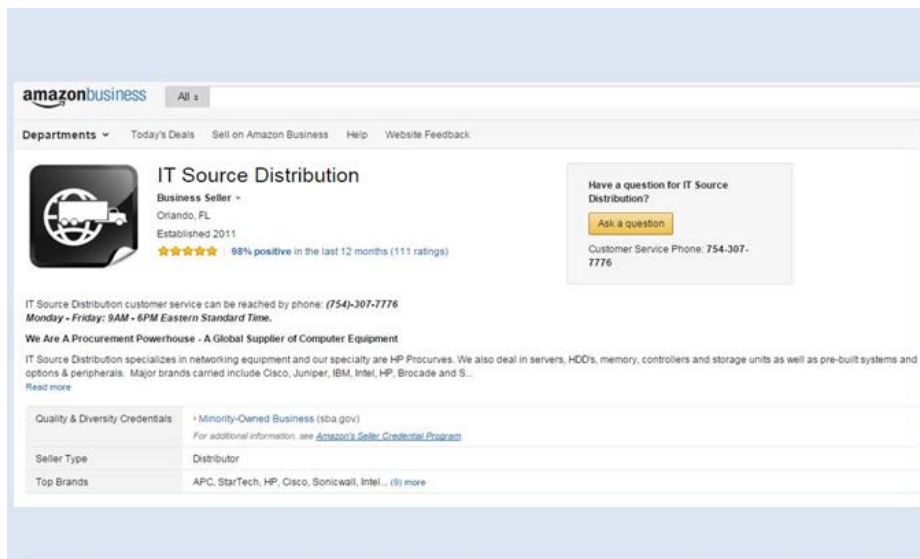 amazonbusiness
All
Departments
Today's Deals
Sell on Amazon Business
Help
Website Feedback
IT Source Distribution
Business Seller
Orlando, FL
Established 2011
98% positive in the last 12 months (111 ratings)
Have a question for IT Source
Distribution?
Ask a question
Customer Service Phone: 754-307-
7776
IT Source Distribution customer service can be reached by phone: (754)-307-7776
Monday - Friday: 9AM - 6PM Eastern Standard Time.
We Are A Procurement Powerhouse - A Global Supplier of Computer Equipment
IT Source Distribution specializes in networking equipment and our specialty are HP Procurves. We also deal in servers, HDD's, memory, controllers and storage units as well as pre-built systems and
options & peripherals. Major brands carried include Cisco, Juniper, IBM, Intel, HP, Brocade and S...
Read more
Quality & Diversity Credentials
Minority-Owned Business (sba.gov)
For additional information, see Amazon's Seller Credential Program
Seller Type
Distributor
Top Brands
APC, StarTech, HP, Cisco, Sonicwall, Intel... (9) more